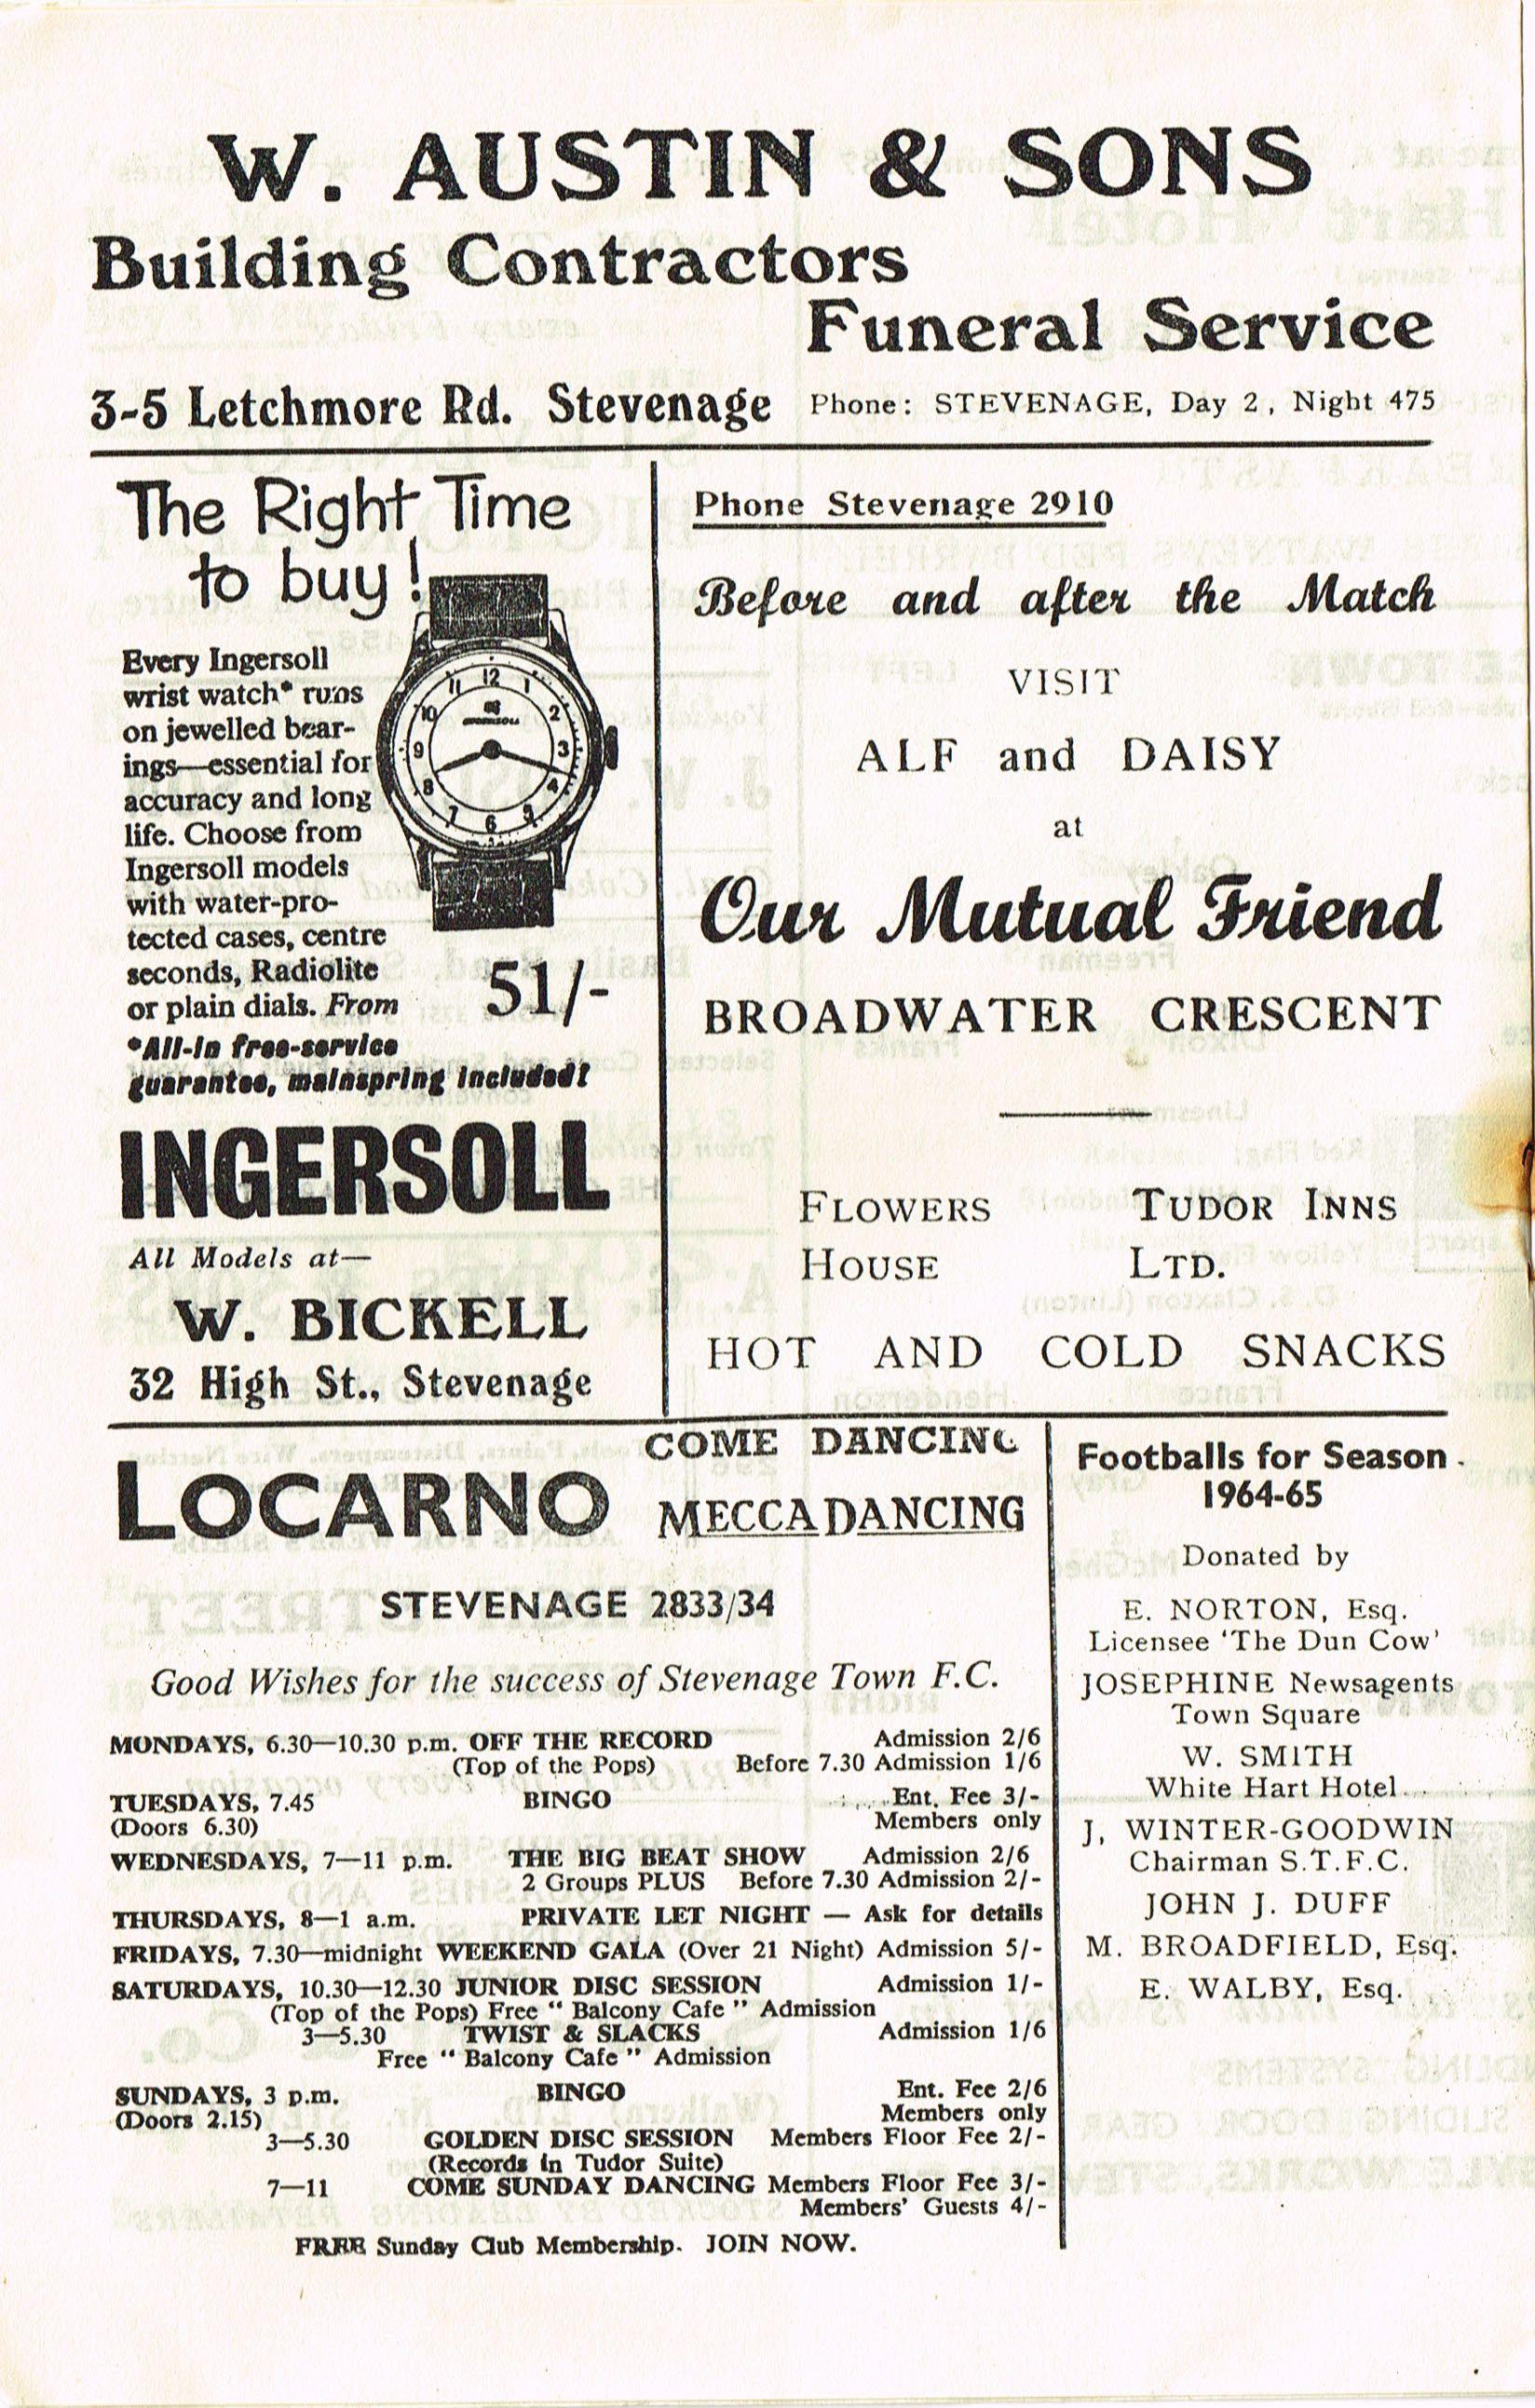 W. AUSTIN & SONS
Building Contractors
Funeral Service
3-5 Letchmore Rd. Stevenage Phone: STEVENAGE, Day 2, Night 475
The Right Time
to buy!
Every Ingersoll
wrist watch* runs
on jewelled bear-
ings—essential for
accuracy and long
life. Choose from
Ingersoll models
with water-pro-
tected cases, centre
seconds, Radiolite
or plain dials. From 51/-
*All-in free-service
guarantee, mainspring included!
INGERSOLL
All Models at—
W. BICKELL
32 High St., Stevenage
12
1
2
3
4
5
6
7
8
9
10
11
INGERSOLL
Phone Stevenage 2910
Before and after the Match
VISIT
ALF and DAISY
at
Our Mutual Friend
BROADWATER CRESCENT
FLOWERS TUDOR INNS
HOUSE LTD.
HOT AND COLD SNACKS
LOCARNO
COME DANCING
MECCA DANCING
STEVENAGE 2833/34
Good Wishes for the success of Stevenage Town F.C.
MONDAYS, 6.30—10.30 p.m. OFF THE RECORD Admission 2/6
(Top of the Pops) Before 7.30 Admission 1/6
TUESDAYS, 7.45 BINGO Ent. Fee 3/-
(Doors 6.30) Members only
WEDNESDAYS, 7—11 p.m. THE BIG BEAT SHOW Admission 2/6
2 Groups PLUS Before 7.30 Admission 2/-
THURSDAYS, 8—1 a.m. PRIVATE LET NIGHT — Ask for details
FRIDAYS, 7.30—midnight WEEKEND GALA (Over 21 Night) Admission 5/-
SATURDAYS, 10.30—12.30 JUNIOR DISC SESSION Admission 1/-
(Top of the Pops) Free "Balcony Cafe" Admission
3—5.30 TWIST & SLACKS Admission 1/6
Free "Balcony Cafe" Admission
SUNDAYS, 3 p.m. BINGO Ent. Fee 2/6
(Doors 2.15) Members only
3—5.30 GOLDEN DISC SESSION Members Floor Fee 2/-
(Records in Tudor Suite)
7—11 COME SUNDAY DANCING Members Floor Fee 3/-
Members' Guests 4/-
FREE Sunday Club Membership. JOIN NOW.
Footballs for Season
1964-65
Donated by
E. NORTON, Esq.
Licensee 'The Dun Cow'
JOSEPHINE Newsagents
Town Square
W. SMITH
White Hart Hotel
J, WINTER-GOODWIN
Chairman S.T.F.C.
JOHN J. DUFF
M. BROADFIELD, Esq.
E. WALBY, Esq.